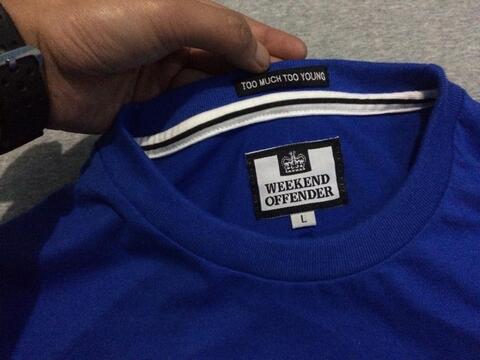 TOO MUCH TOO YOUNG
WEEKEND
OFFENDER
L